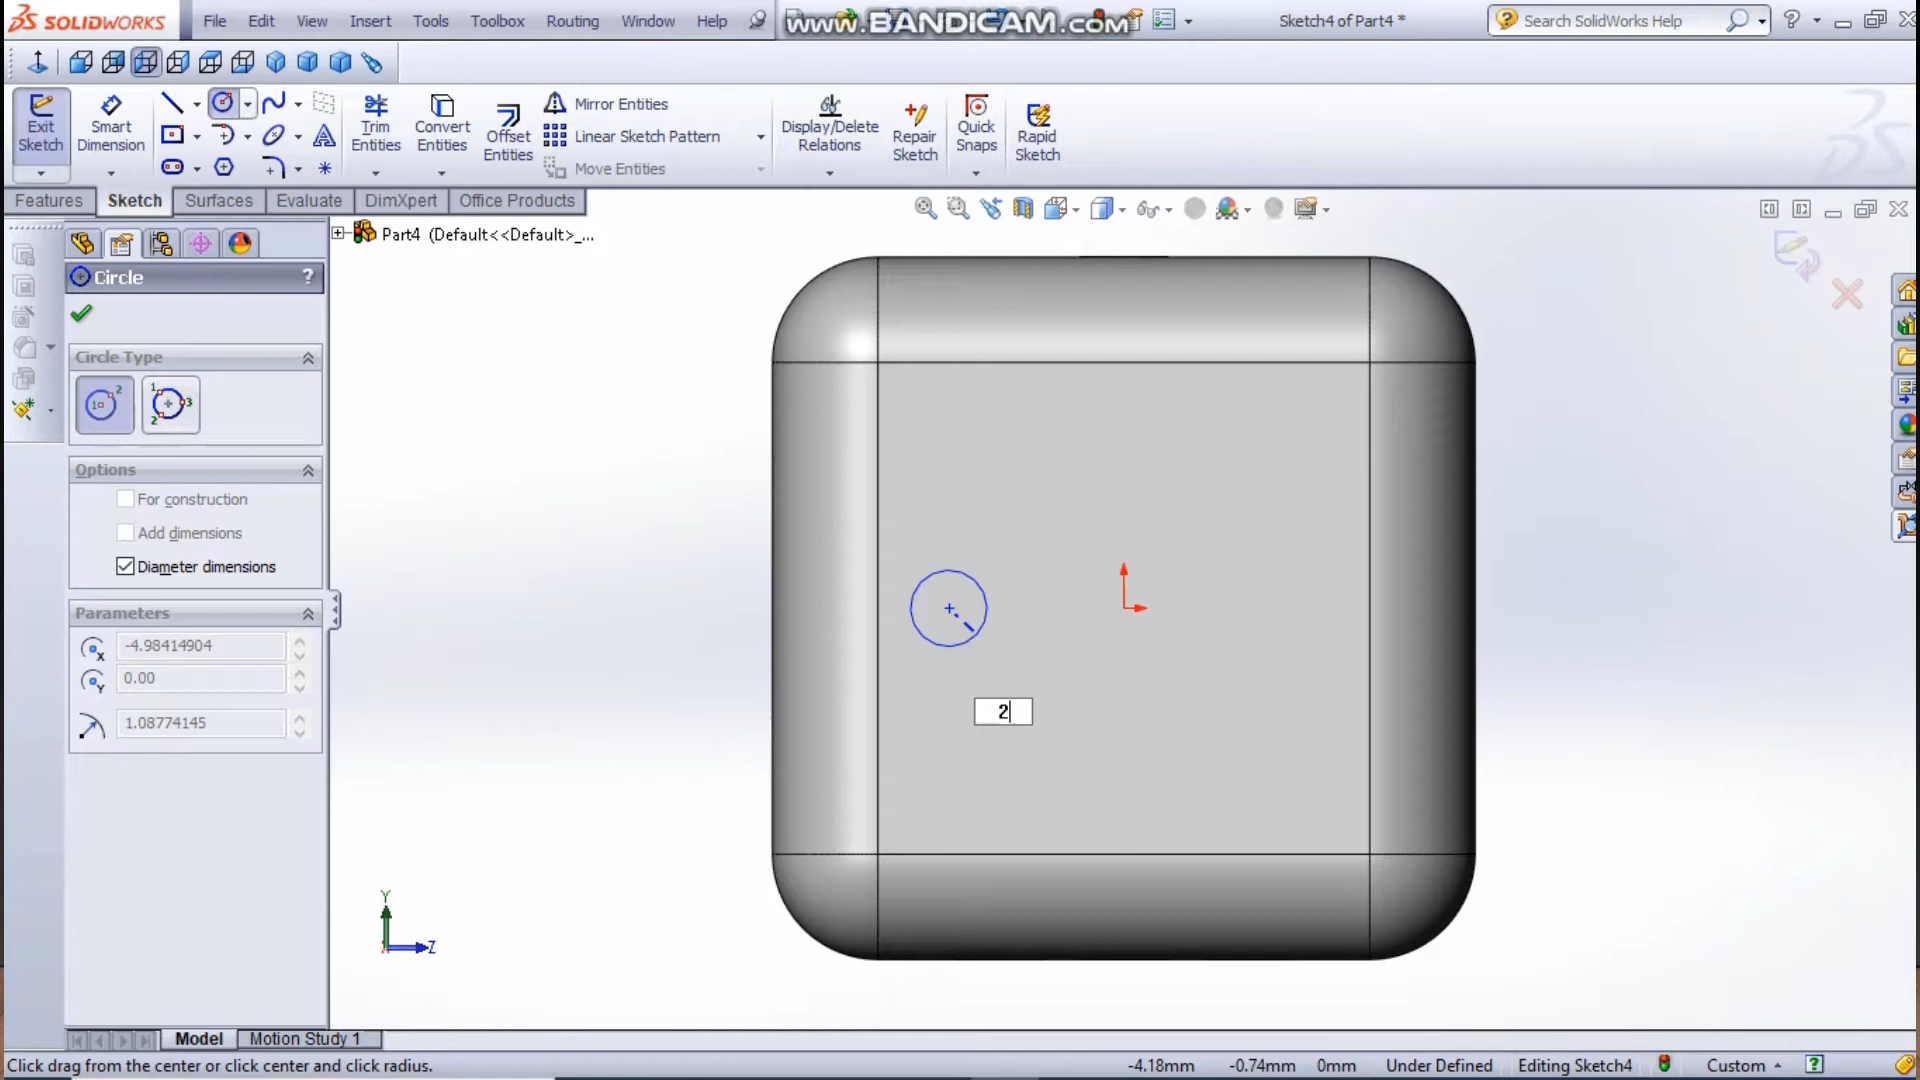 SOLIDWORKS File Edit View Insert Tools Toolbox Routing Window Help www.BANDICAM.com Sketch4 of Part4 * Search SolidWorks Help
Exit Sketch
Smart Dimension
Trim Entities
Convert Entities
Offset Entities
Mirror Entities
Linear Sketch Pattern
Move Entities
Display/Delete Relations
Repair Sketch
Quick Snaps
Rapid Sketch
Features Sketch Surfaces Evaluate DimXpert Office Products
Part4 (Default<<Default>_...
Circle ?
Circle Type
Options
For construction
Add dimensions
Diameter dimensions
Parameters
-4.98414904
0.00
1.08774145
2
Y
Z
Model Motion Study 1
Click drag from the center or click center and click radius. -4.18mm -0.74mm 0mm Under Defined Editing Sketch4 Custom